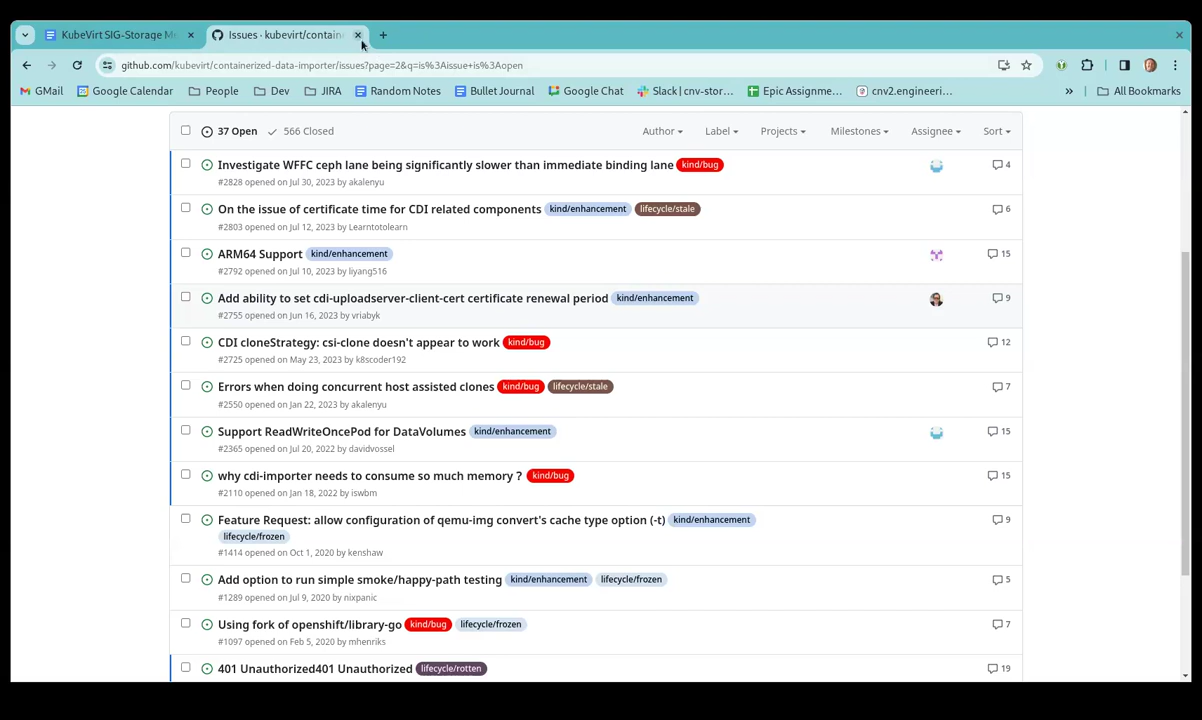 KubeVirt SIG-Storage Me
Issues · kubevirt/contain
github.com/kubevirt/containerized-data-importer/issues?page=2&q=is%3Aissue+is%3Aopen
GMail
Google Calendar
People
Dev
JIRA
Random Notes
Bullet Journal
Google Chat
Slack | cnv-stor...
Epic Assignme...
cnv2.engineeri...
»
All Bookmarks
37 Open
566 Closed
Author
Label
Projects
Milestones
Assignee
Sort
Investigate WFFC ceph lane being significantly slower than immediate binding lane kind/bug
4
#2828 opened on Jul 30, 2023 by akalenyu
On the issue of certificate time for CDI related components kind/enhancement lifecycle/stale
6
#2803 opened on Jul 12, 2023 by Learntotolearn
ARM64 Support kind/enhancement
15
#2792 opened on Jul 10, 2023 by liyang516
Add ability to set cdi-uploadserver-client-cert certificate renewal period kind/enhancement
9
#2755 opened on Jun 16, 2023 by vriabyk
CDI cloneStrategy: csi-clone doesn't appear to work kind/bug
12
#2725 opened on May 23, 2023 by k8scoder192
Errors when doing concurrent host assisted clones kind/bug lifecycle/stale
7
#2550 opened on Jan 22, 2023 by akalenyu
Support ReadWriteOncePod for DataVolumes kind/enhancement
15
#2365 opened on Jul 20, 2022 by davidvossel
why cdi-importer needs to consume so much memory ? kind/bug
15
#2110 opened on Jan 18, 2022 by iswbm
Feature Request: allow configuration of qemu-img convert's cache type option (-t) kind/enhancement
9
lifecycle/frozen
#1414 opened on Oct 1, 2020 by kenshaw
Add option to run simple smoke/happy-path testing kind/enhancement lifecycle/frozen
5
#1289 opened on Jul 9, 2020 by nixpanic
Using fork of openshift/library-go kind/bug lifecycle/frozen
7
#1097 opened on Feb 5, 2020 by mhenriks
401 Unauthorized401 Unauthorized lifecycle/rotten
19